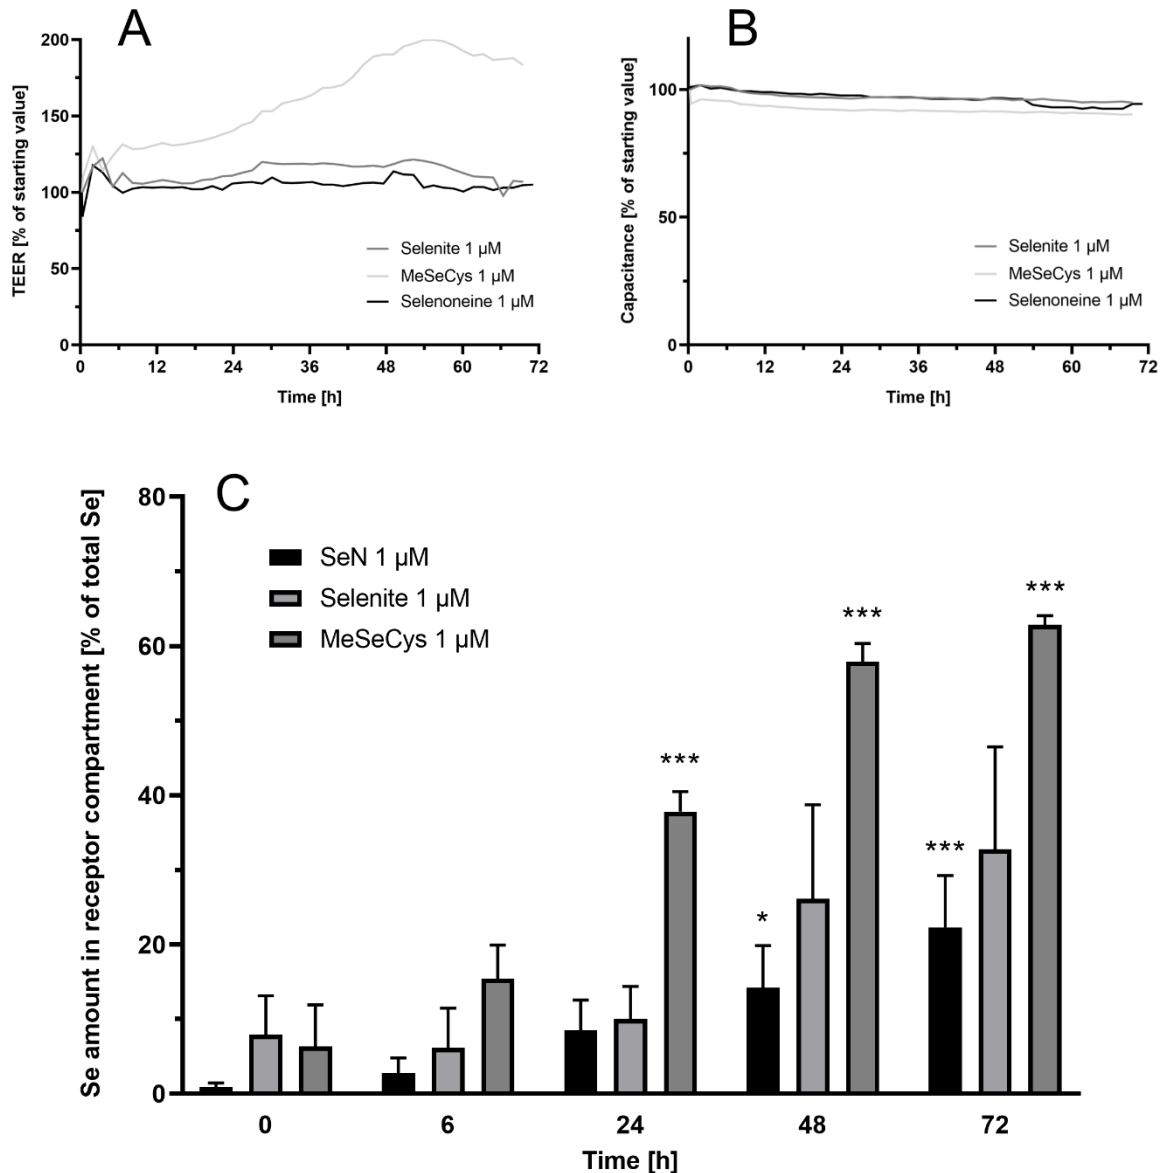 A
TEER [% of starting value]
200
150
100
50
0
Selenite 1 µM
MeSeCys 1 µM
Selenoneine 1 µM
0 12 24 36 48 60 72
Time [h]
B
Capacitance [% of starting value]
100
50
0
Selenite 1 µM
MeSeCys 1 µM
Selenoneine 1 µM
0 12 24 36 48 60 72
Time [h]
C
Se amount in receptor compartment [% of total Se]
80
60
40
20
0
SeN 1 µM
Selenite 1 µM
MeSeCys 1 µM
***
*
***
***
***
0 6 24 48 72
Time [h]